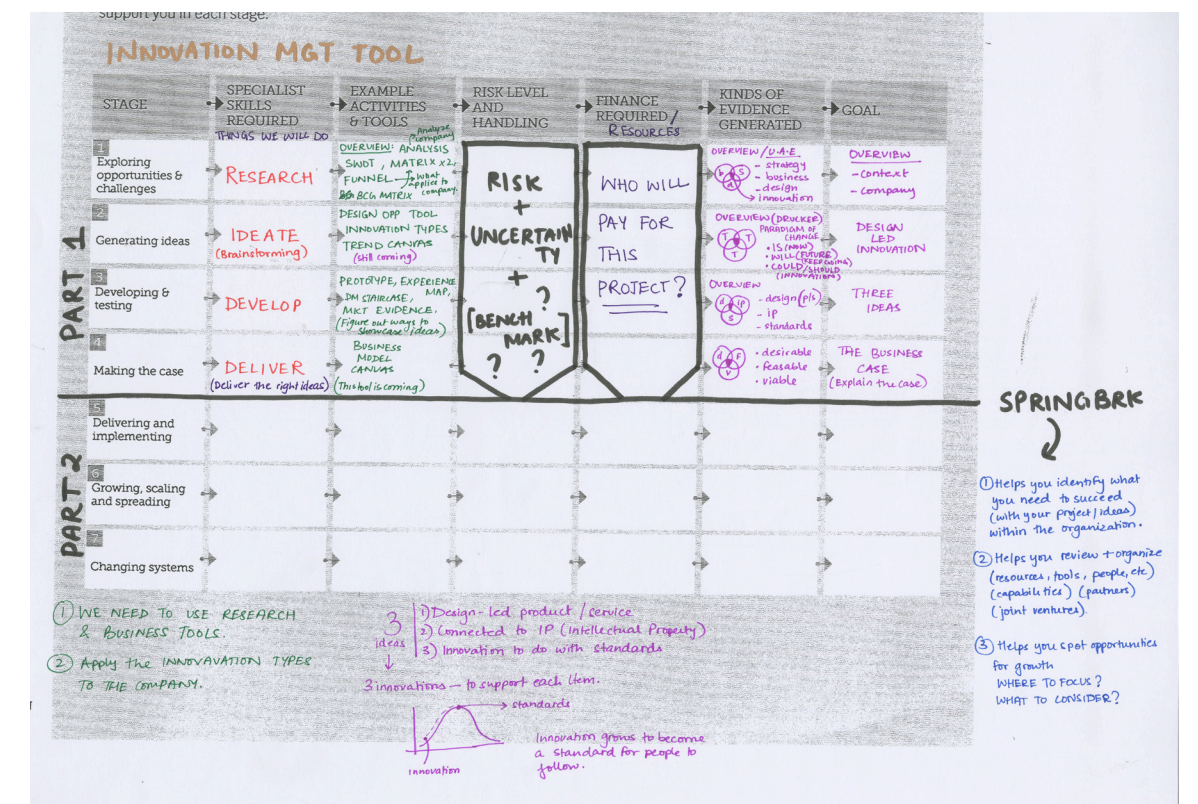 support you in each stage.
INNOVATION MGT TOOL
STAGE
SPECIALIST
SKILLS
REQUIRED
THINGS WE WILL DO
EXAMPLE
ACTIVITIES
& TOOLS
RISK LEVEL
AND
HANDLING
FINANCE
REQUIRED /
RESOURCES
KINDS OF
EVIDENCE
GENERATED
GOAL
PART 1
1
Exploring
opportunities &
challenges
RESEARCH
Analyze
company
OVERVIEW: ANALYSIS
SWOT, MATRIX x2,
FUNNEL → What
applies to
company.
BCG MATRIX
RISK
+
UNCERTAIN
TY
+
?
[BENCH
MARK]
? ?
WHO WILL
PAY FOR
THIS
PROJECT?
OVERVIEW/U.A.E
b S
d
- strategy
- business
- design
→ innovation
OVERVIEW
- Context
- Company
2
Generating ideas
IDEATE
(Brainstorming)
DESIGN OPP TOOL
INNOVATION TYPES
TREND CANVAS
(still coming)
OVERVIEW (DRUCKER)
PARADIGM OF
CHANGE
T T
T
• IS (NOW)
• WILL (FUTURE)
(KEEP GOING)
• COULD/SHOULD
(INNOVATIONS)
DESIGN
LED
INNOVATION
3
Developing &
testing
DEVELOP
PROTOTYPE, EXPERIENCE
MAP,
DM STAIRCASE,
MKT EVIDENCE.
(Figure out ways to
showcase ideas)
OVERVIEW
d ip
S
- design (p/s)
- ip
- standards
THREE
IDEAS
4
Making the case
DELIVER
(Deliver the right ideas)
BUSINESS
MODEL
CANVAS
(This tool is coming)
d F
V
• desirable
• feasable
• viable
THE BUSINESS
CASE
(Explain the case)
PART 2
5
Delivering and
implementing
6
Growing, scaling
and spreading
7
Changing systems
SPRINGBRK
① Helps you identify what
you need to succeed
(with your project/ideas)
within the organization.
② Helps you review + organize
(resources, tools, people, etc)
(capabilities) (partners)
(joint ventures).
③ Helps you spot opportunities
for growth
WHERE TO FOCUS?
WHAT TO CONSIDER?
① WE NEED TO USE RESEARCH
& BUSINESS TOOLS.
② Apply the INNOVAVATION TYPES
TO THE COMPANY.
3
ideas
1) Design-led product/service
2) Connected to IP (Intellectual Property)
3) Innovation to do with standards
3 innovations — to support each item.
standards
innovation
Innovation grows to become
a standard for people to
follow.